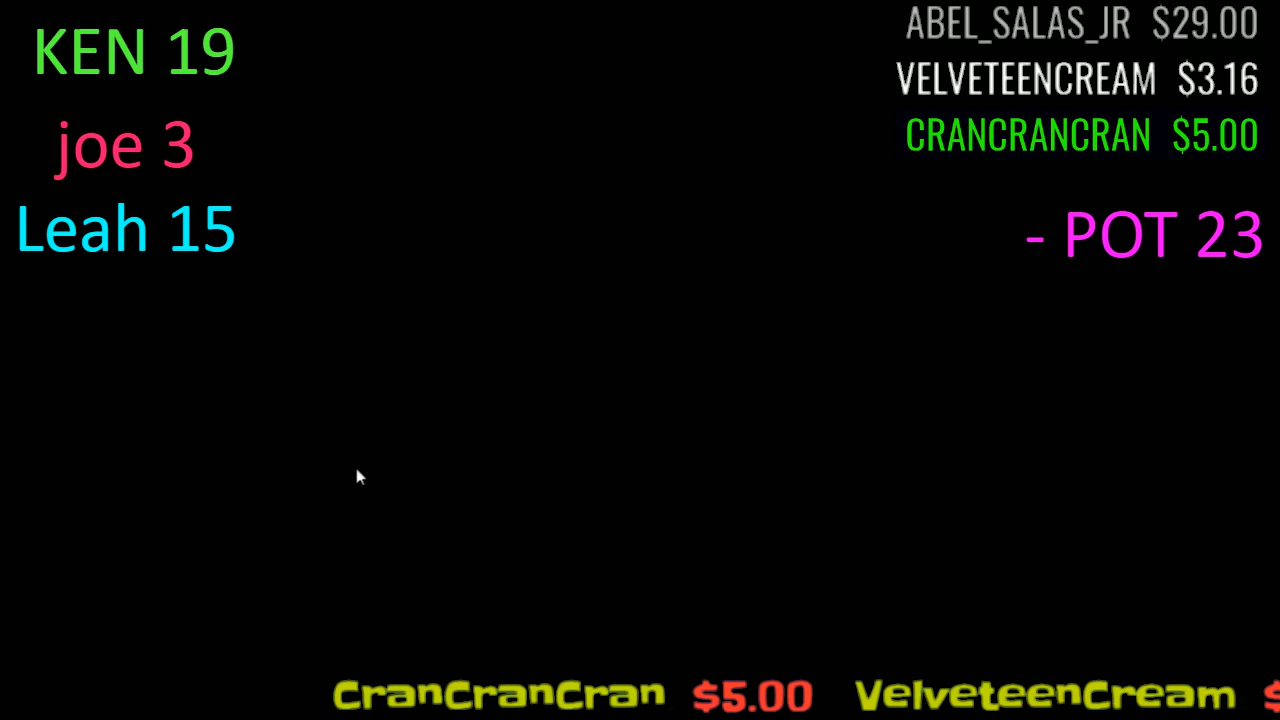 KEN 19
joe 3
Leah 15
ABEL_SALAS_JR $29.00
VELVETEENCREAM $3.16
CRANCRANCRAN $5.00
- POT 23
CranCranCran $5.00 VelveteenCream $